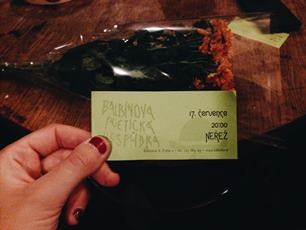 BALBÍNOVA
POETICKÁ
HOSPŮDKA
17. července
20:00
NEREZ